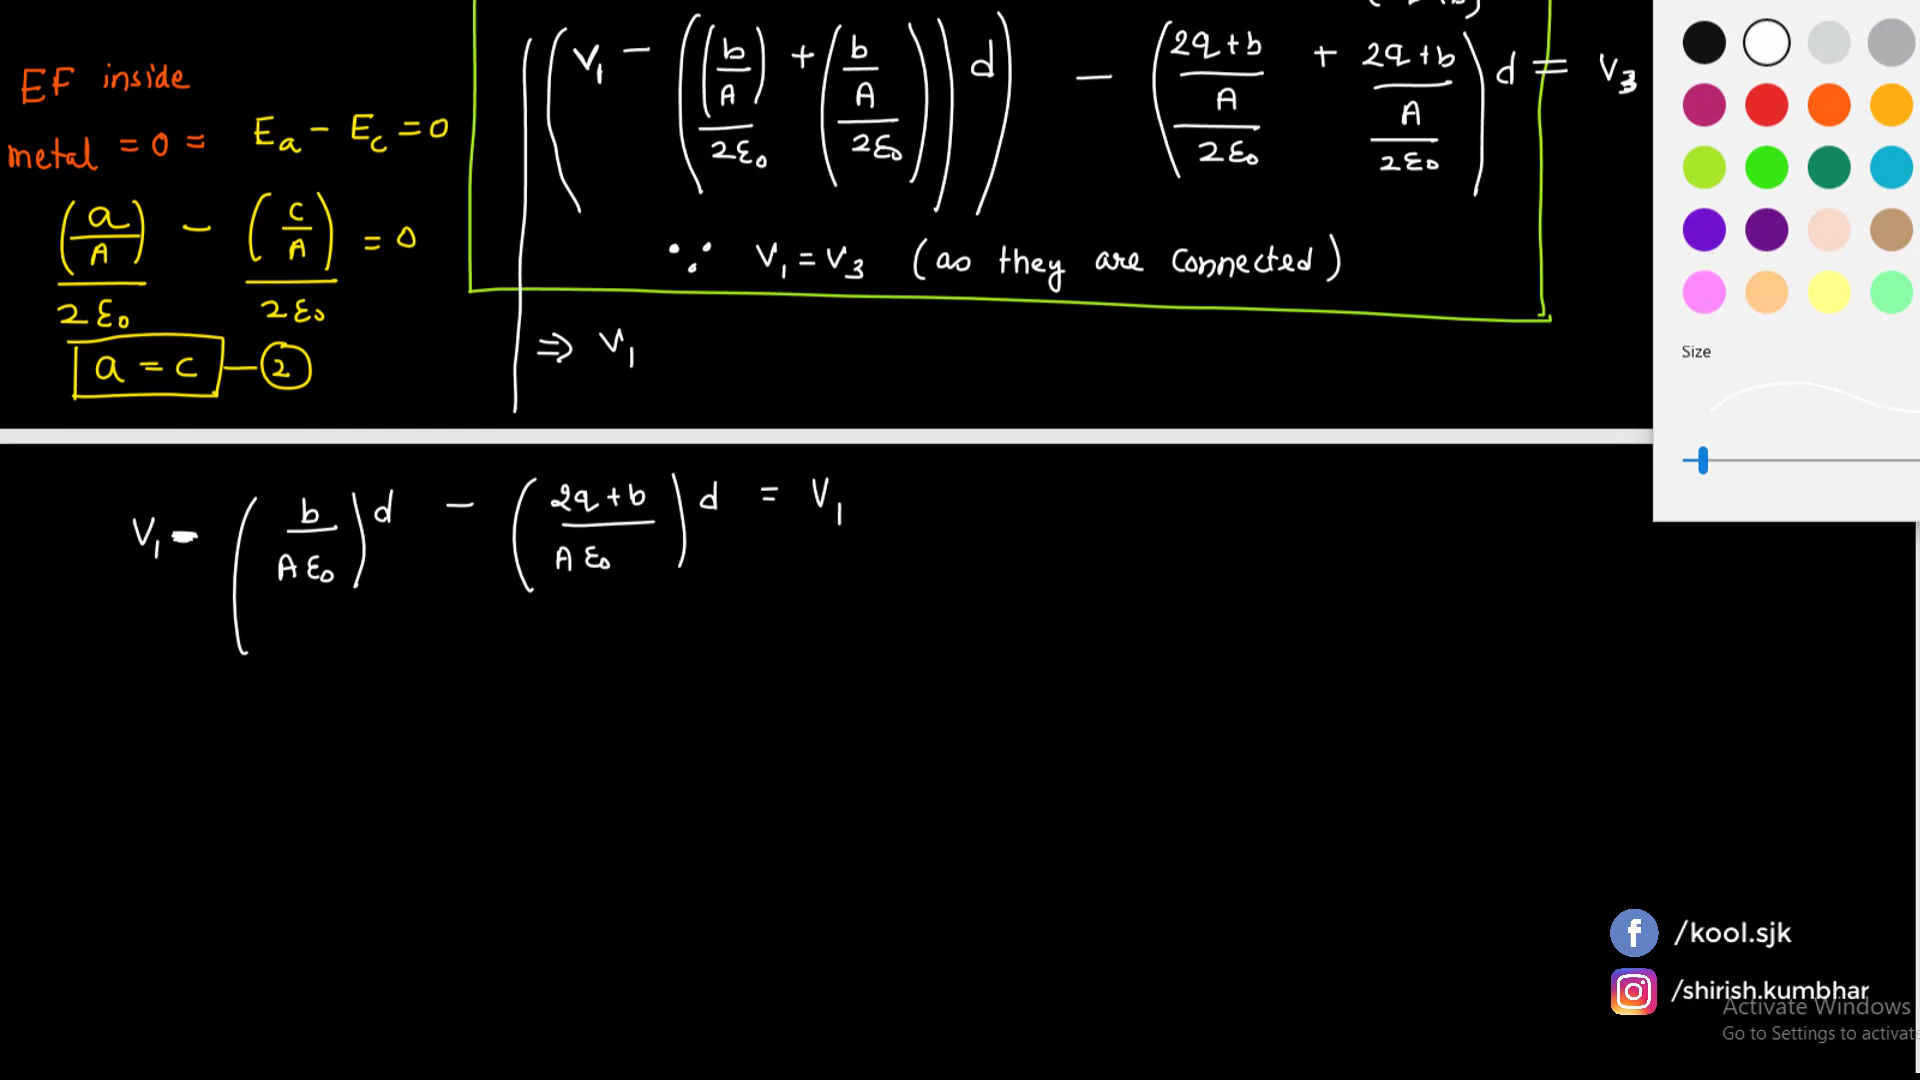 EF inside
metal = 0 = Ea - Ec = 0
(a/A)/2ε₀ - (c/A)/2ε₀ = 0
a = c — ②
((V₁ - ((b/A)/2ε₀ + (b/A)/2ε₀)) d) - ((2q+b)/A/2ε₀ + (2q+b)/A/2ε₀) d = V₃
∵ V₁ = V₃ (as they are connected)
⇒ V₁
V₁ - (b/Aε₀) d - ((2q+b)/Aε₀) d = V₁
Size
/kool.sjk
/shirish.kumbhar
Activate Windows
Go to Settings to activat